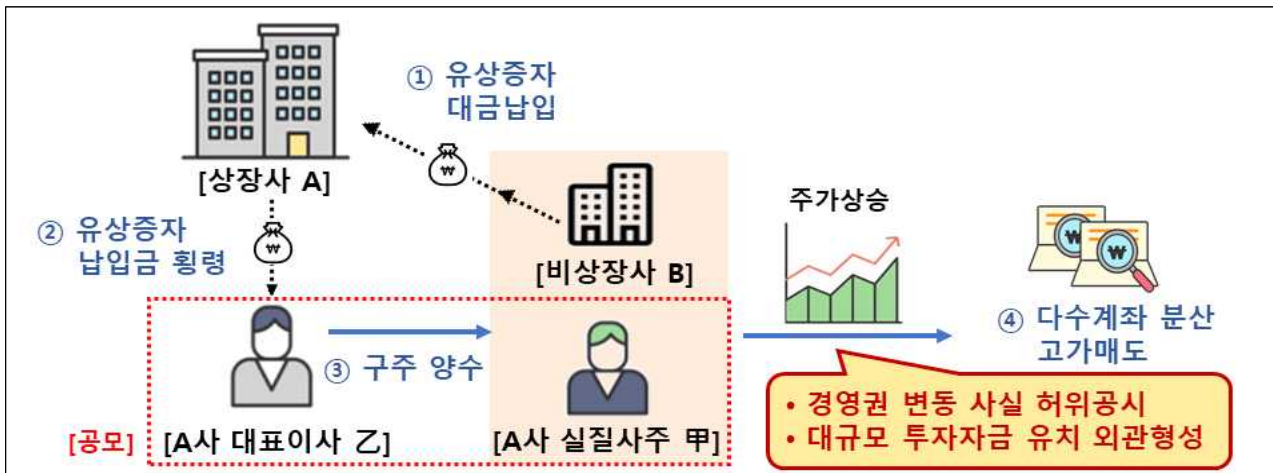 ① 유상증자
대금납입
[상장사 A]
② 유상증자
납입금 횡령
₩
₩
[비상장사 B]
주가상승
₩
₩
④ 다수계좌 분산
고가매도
③ 구주 양수
[공모]
[A사 대표이사 乙]
[A사 실질사주 甲]
• 경영권 변동 사실 허위공시
• 대규모 투자자금 유치 외관형성